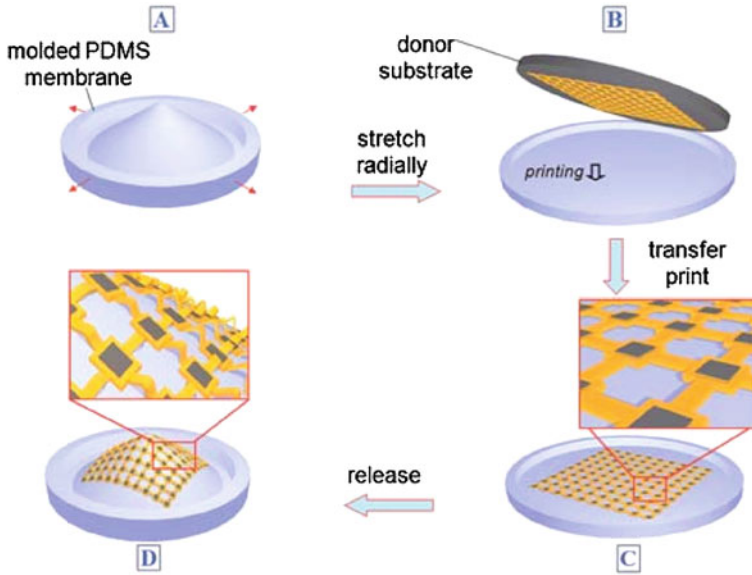 A
molded PDMS
membrane
stretch
radially
B
donor
substrate
printing
transfer
print
C
release
D